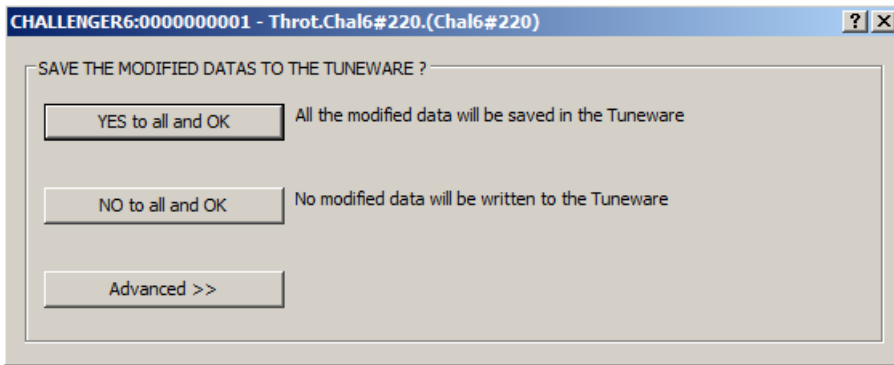 CHALLENGER6:0000000001 - Throt.Chal6#220.(Chal6#220)
SAVE THE MODIFIED DATAS TO THE TUNEWARE ?
YES to all and OK
All the modified data will be saved in the Tuneware
NO to all and OK
No modified data will be written to the Tuneware
Advanced >>